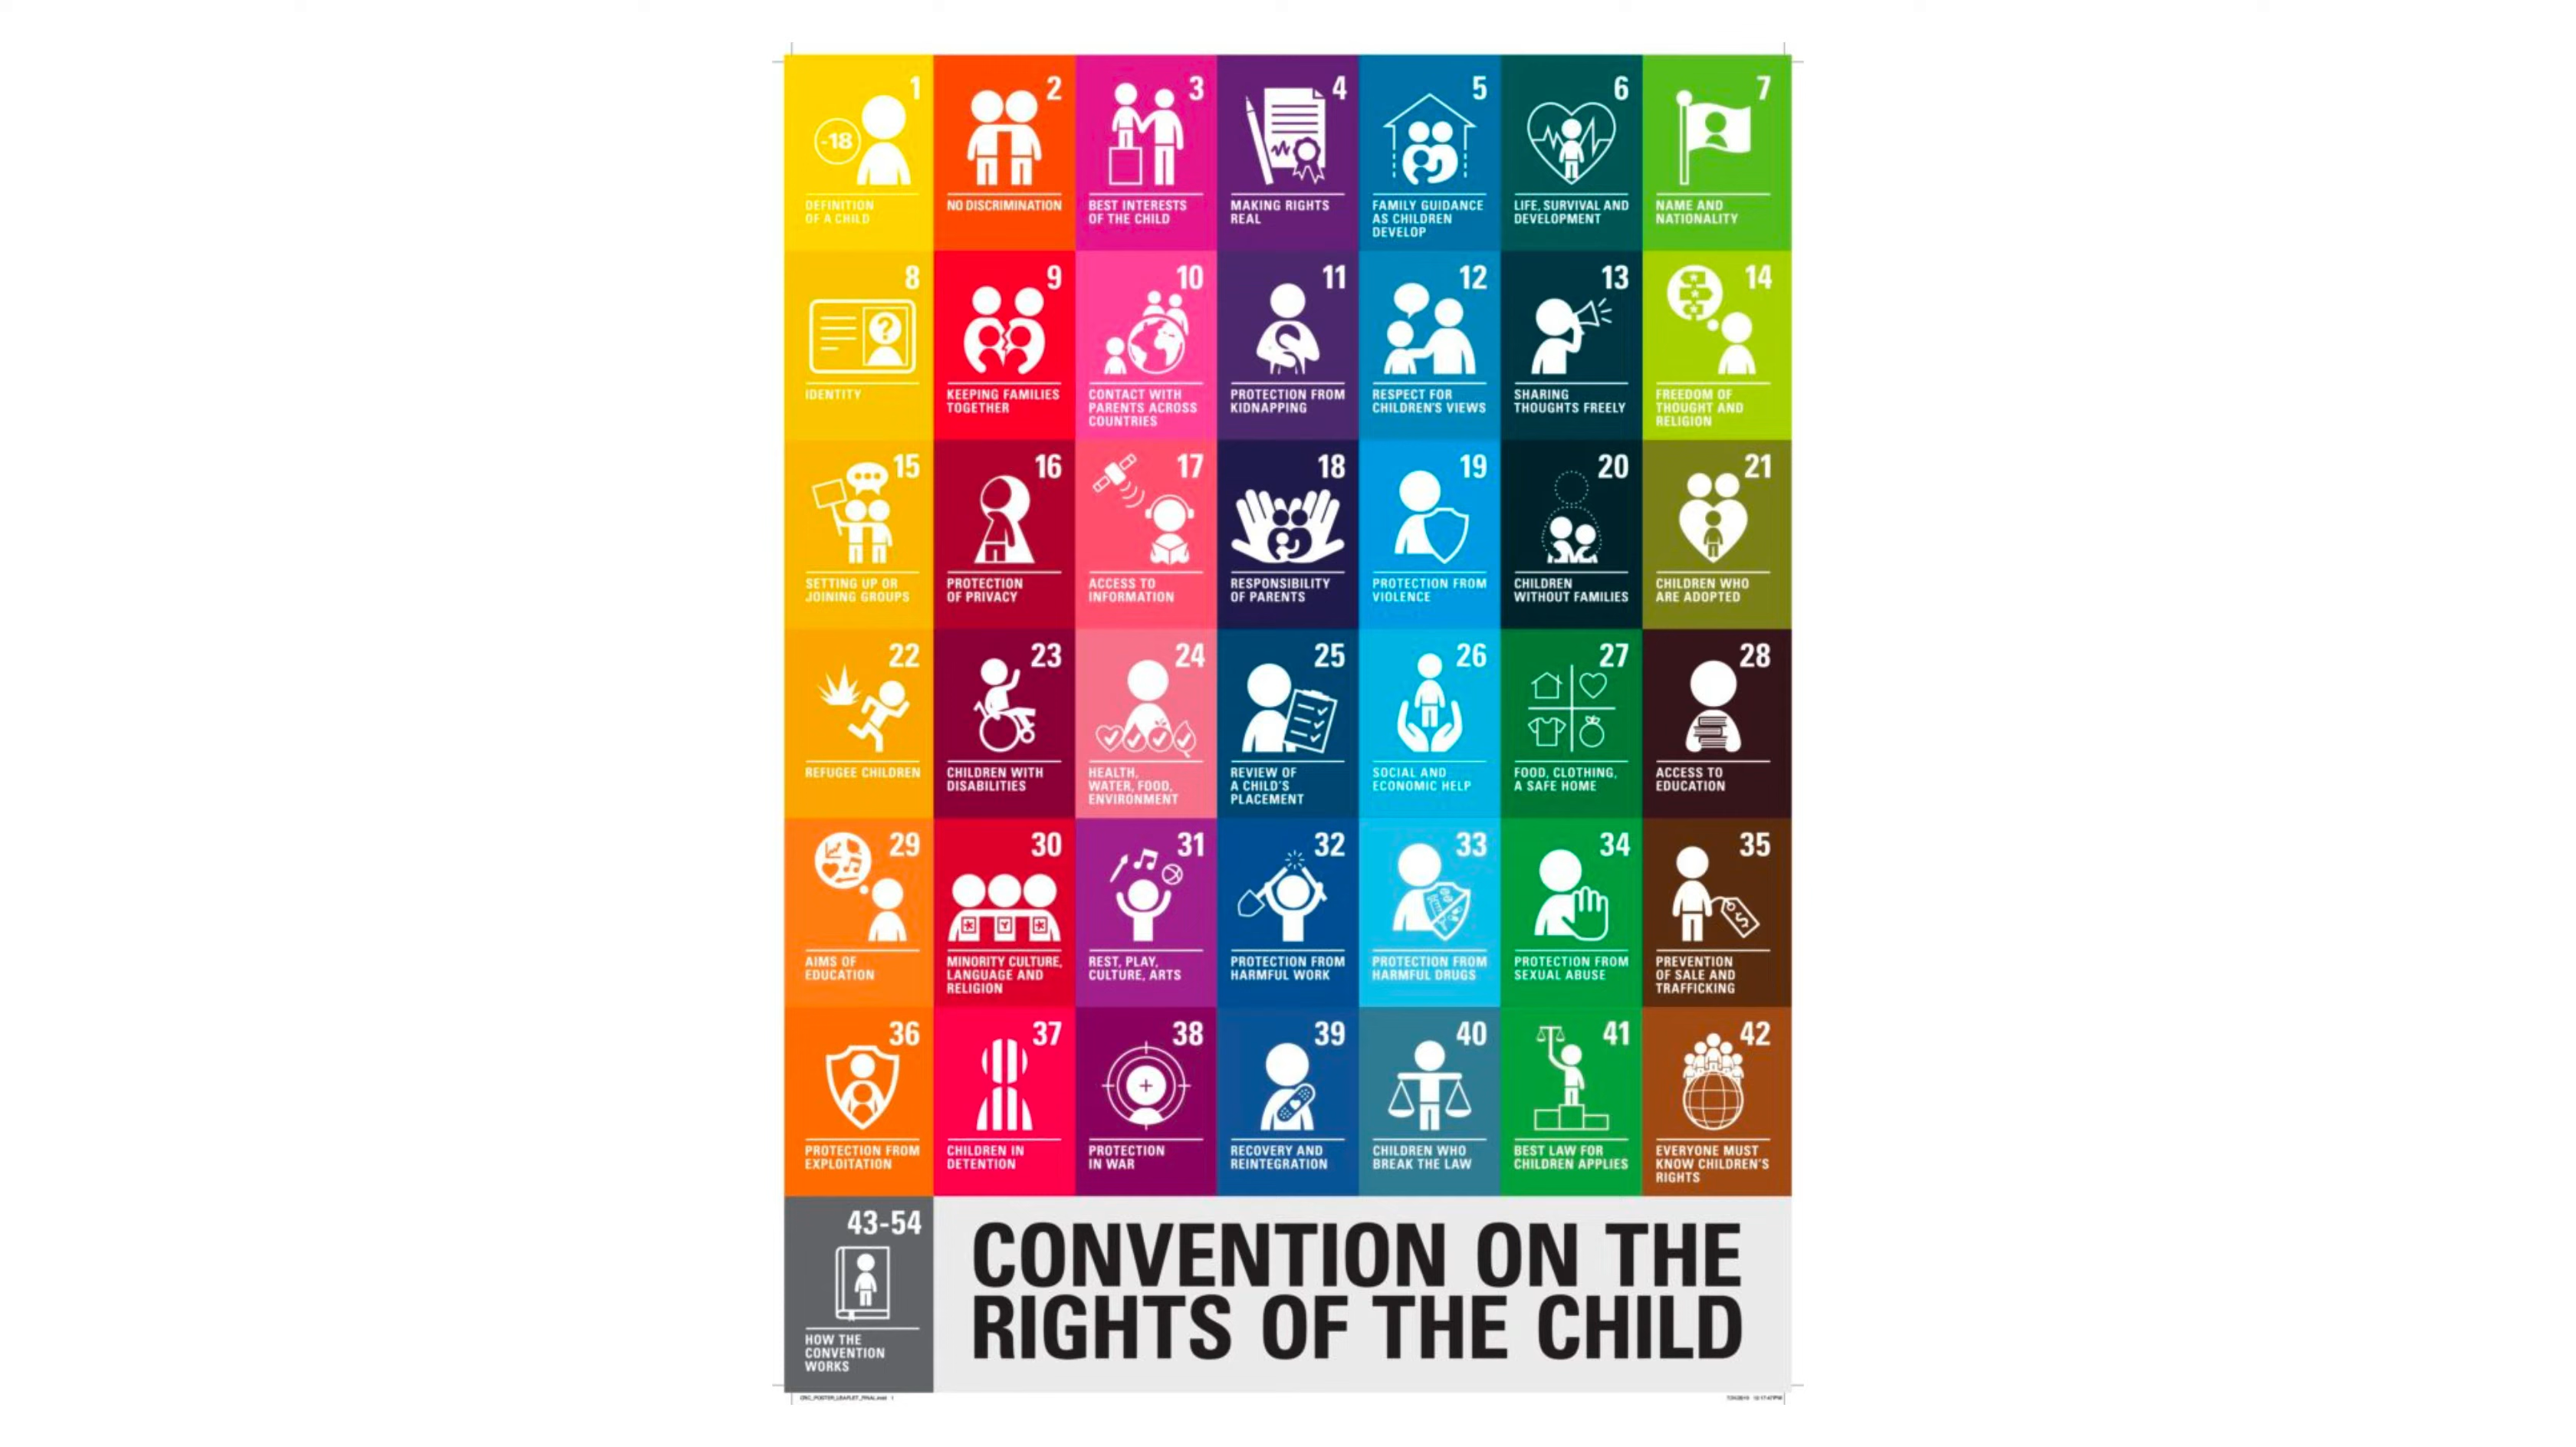 1
-18
DEFINITION
OF A CHILD
2
NO DISCRIMINATION
3
BEST INTERESTS
OF THE CHILD
4
MAKING RIGHTS
REAL
5
FAMILY GUIDANCE
AS CHILDREN
DEVELOP
6
LIFE, SURVIVAL AND
DEVELOPMENT
7
NAME AND
NATIONALITY
8
?
IDENTITY
9
KEEPING FAMILIES
TOGETHER
10
CONTACT WITH
PARENTS ACROSS
COUNTRIES
11
PROTECTION FROM
KIDNAPPING
12
RESPECT FOR
CHILDREN'S VIEWS
13
SHARING
THOUGHTS FREELY
14
FREEDOM OF
THOUGHT AND
RELIGION
15
SETTING UP OR
JOINING GROUPS
16
PROTECTION
OF PRIVACY
17
ACCESS TO
INFORMATION
18
RESPONSIBILITY
OF PARENTS
19
PROTECTION FROM
VIOLENCE
20
CHILDREN
WITHOUT FAMILIES
21
CHILDREN WHO
ARE ADOPTED
22
REFUGEE CHILDREN
23
CHILDREN WITH
DISABILITIES
24
HEALTH,
WATER, FOOD,
ENVIRONMENT
25
REVIEW OF
A CHILD'S
PLACEMENT
26
SOCIAL AND
ECONOMIC HELP
27
FOOD, CLOTHING,
A SAFE HOME
28
ACCESS TO
EDUCATION
29
AIMS OF
EDUCATION
30
MINORITY CULTURE,
LANGUAGE AND
RELIGION
31
REST, PLAY,
CULTURE, ARTS
32
PROTECTION FROM
HARMFUL WORK
33
PROTECTION FROM
HARMFUL DRUGS
34
PROTECTION FROM
SEXUAL ABUSE
35
$
PREVENTION
OF SALE AND
TRAFFICKING
36
PROTECTION FROM
EXPLOITATION
37
CHILDREN IN
DETENTION
38
PROTECTION
IN WAR
39
RECOVERY AND
REINTEGRATION
40
CHILDREN WHO
BREAK THE LAW
41
BEST LAW FOR
CHILDREN APPLIES
42
EVERYONE MUST
KNOW CHILDREN'S
RIGHTS
43-54
HOW THE
CONVENTION
WORKS
CONVENTION ON THE
RIGHTS OF THE CHILD